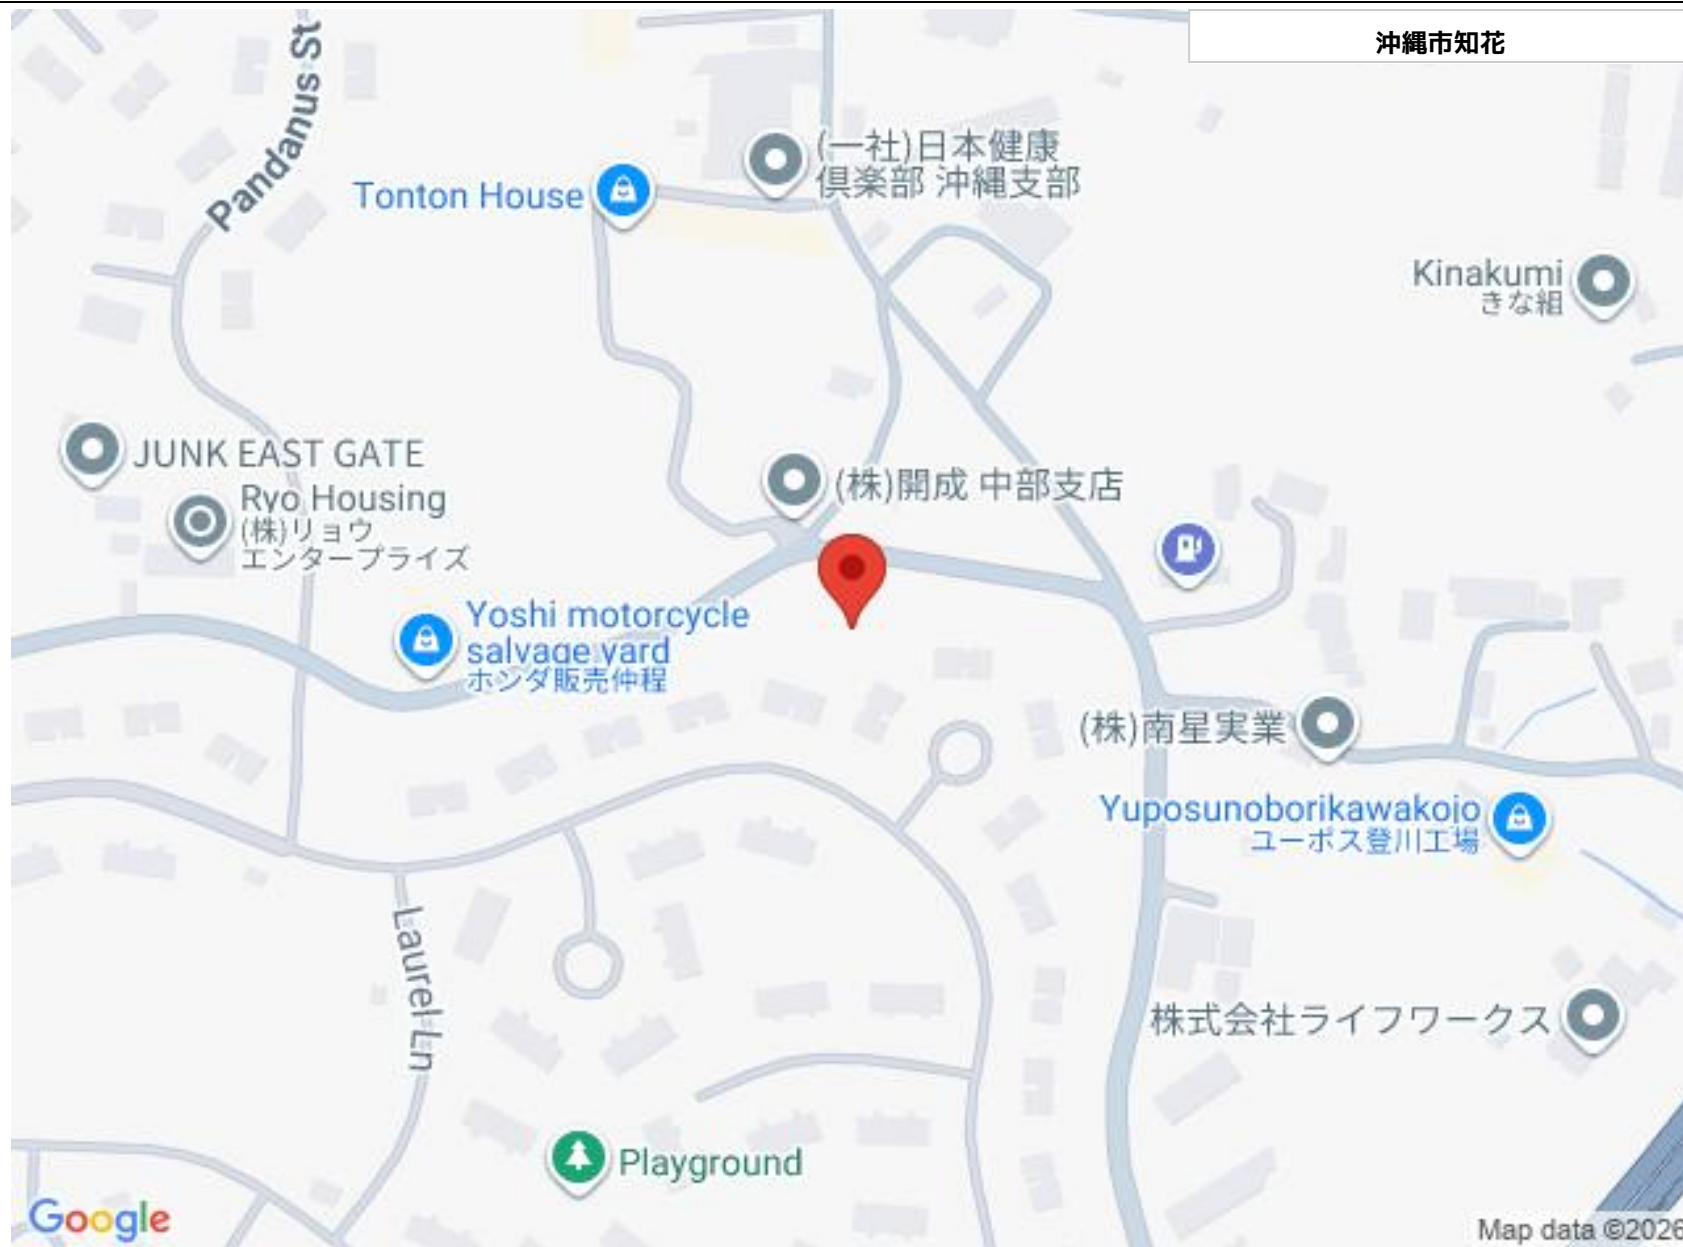 沖縄市知花
Pandanus St
(一社)日本健康
倶楽部 沖縄支部
Tonton House
Kinakumi
きな組
JUNK EAST GATE
Ryo Housing
(株)リョウ
エンタープライズ
(株)開成 中部支店
Yoshi motorcycle
salvage yard
ホンダ販売仲程
(株)南星実業
Yuposunoborikawakojo
ユーポス登川工場
Laurel Ln
株式会社ライフワークス
Playground
Google
Map data ©2026